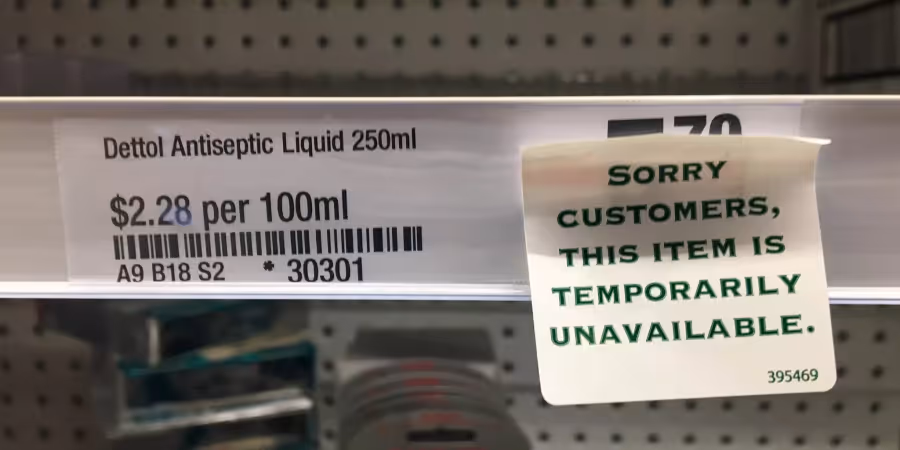 Dettol Antiseptic Liquid 250ml
$2.28 per 100ml
A9 B18 S2 * 30301
SORRY
CUSTOMERS,
THIS ITEM IS
TEMPORARILY
UNAVAILABLE.
395469